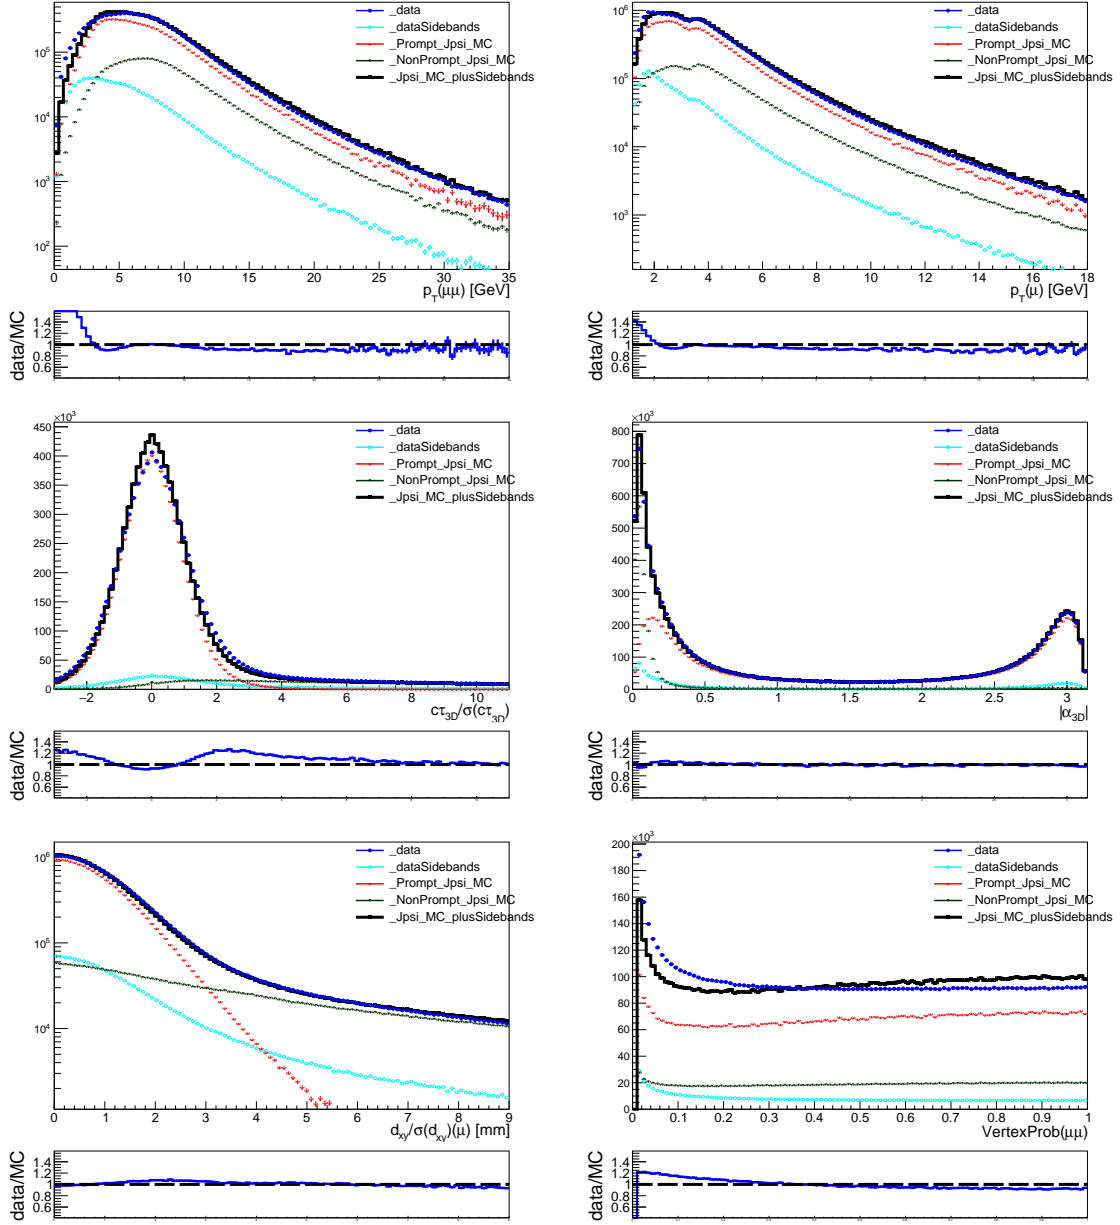 _data
_dataSidebands
_Prompt_Jpsi_MC
_NonPrompt_Jpsi_MC
_Jpsi_MC_plusSidebands
10⁵
10⁴
10³
10²
0 5 10 15 20 25 30 35
p_T(μμ) [GeV]
data/MC
1.4
1.2
1
0.8
0.6
_data
_dataSidebands
_Prompt_Jpsi_MC
_NonPrompt_Jpsi_MC
_Jpsi_MC_plusSidebands
10⁶
10⁵
10⁴
10³
2 4 6 8 10 12 14 16 18
p_T(μ) [GeV]
data/MC
1.4
1.2
1
0.8
0.6
×10³
_data
_dataSidebands
_Prompt_Jpsi_MC
_NonPrompt_Jpsi_MC
_Jpsi_MC_plusSidebands
450
400
350
300
250
200
150
100
50
0
−2 0 2 4 6 8 10
cτ_3D/σ(cτ_3D)
data/MC
1.4
1.2
1
0.8
0.6
×10³
_data
_dataSidebands
_Prompt_Jpsi_MC
_NonPrompt_Jpsi_MC
_Jpsi_MC_plusSidebands
800
700
600
500
400
300
200
100
0
0 0.5 1 1.5 2 2.5 3
|α_3D|
data/MC
1.4
1.2
1
0.8
0.6
_data
_dataSidebands
_Prompt_Jpsi_MC
_NonPrompt_Jpsi_MC
_Jpsi_MC_plusSidebands
10⁶
10⁵
10⁴
0 1 2 3 4 5 6 7 8 9
d_xy/σ(d_xy)(μ) [mm]
data/MC
1.4
1.2
1
0.8
0.6
×10³
_data
_dataSidebands
_Prompt_Jpsi_MC
_NonPrompt_Jpsi_MC
_Jpsi_MC_plusSidebands
200
180
160
140
120
100
80
60
40
20
0
0 0.1 0.2 0.3 0.4 0.5 0.6 0.7 0.8 0.9 1
VertexProb(μμ)
data/MC
1.4
1.2
1
0.8
0.6